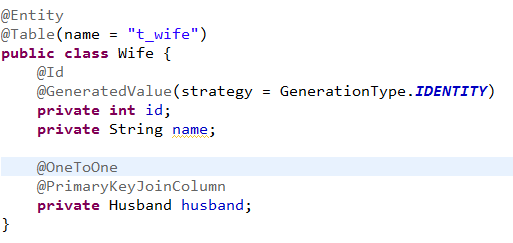 @Entity
@Table(name = "t_wife")
public class Wife {
@Id
@GeneratedValue(strategy = GenerationType.IDENTITY)
private int id;
private String name;
@OneToOne
@PrimaryKeyJoinColumn
private Husband husband;
}